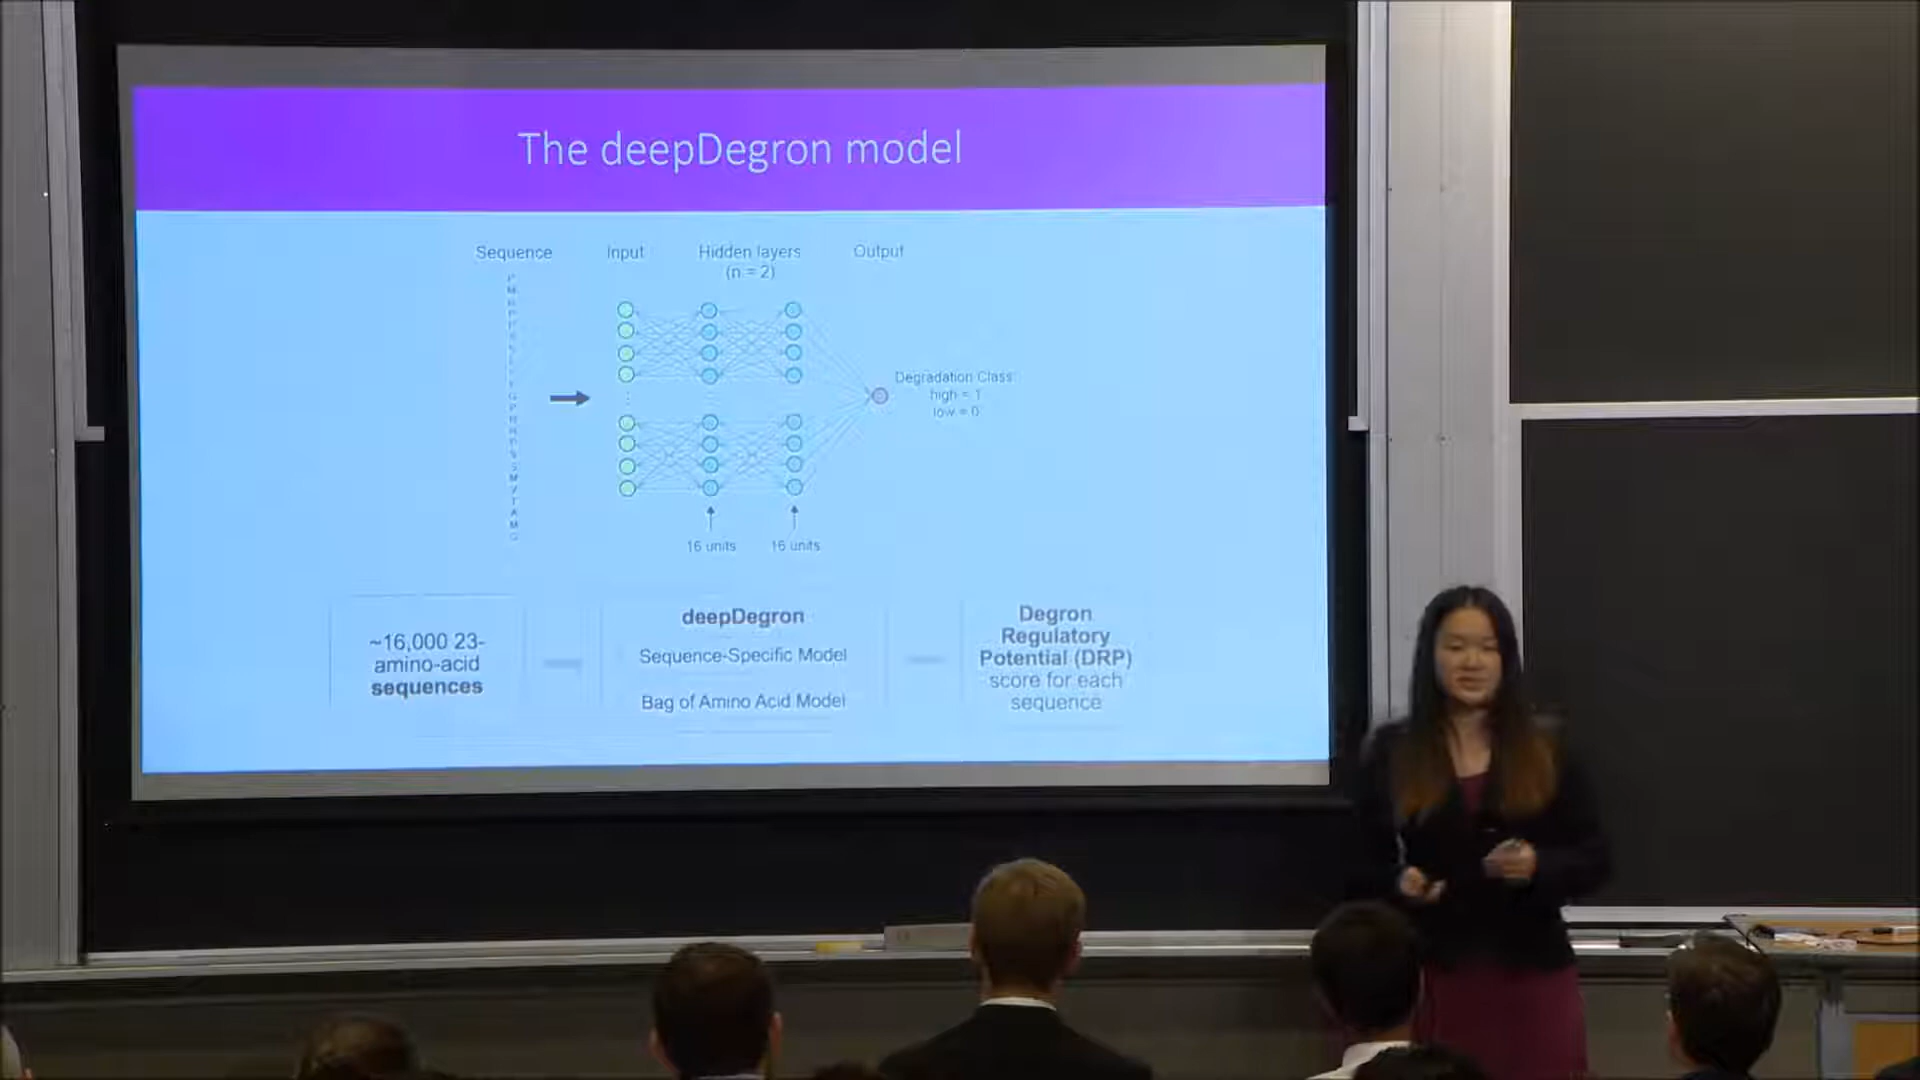 The deepDegron model
Sequence
Input
Hidden layers
(n = 2)
Output
Degradation Class:
high = 1
low = 0
16 units
16 units
~16,000 23-
amino-acid
sequences
deepDegron
Sequence-Specific Model
Bag of Amino Acid Model
Degron
Regulatory
Potential (DRP)
score for each
sequence